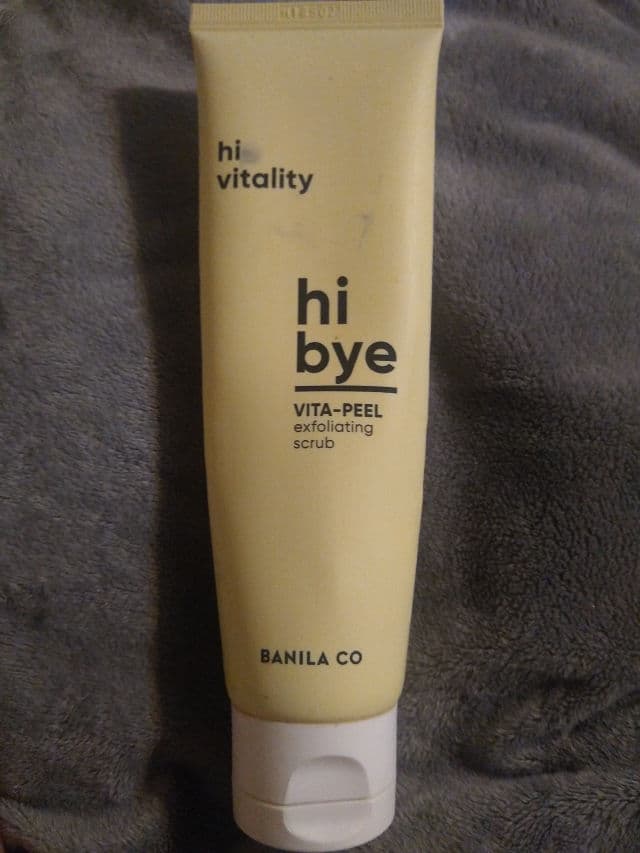 hi
vitality
hi
bye
VITA-PEEL
exfoliating
scrub
BANILA CO